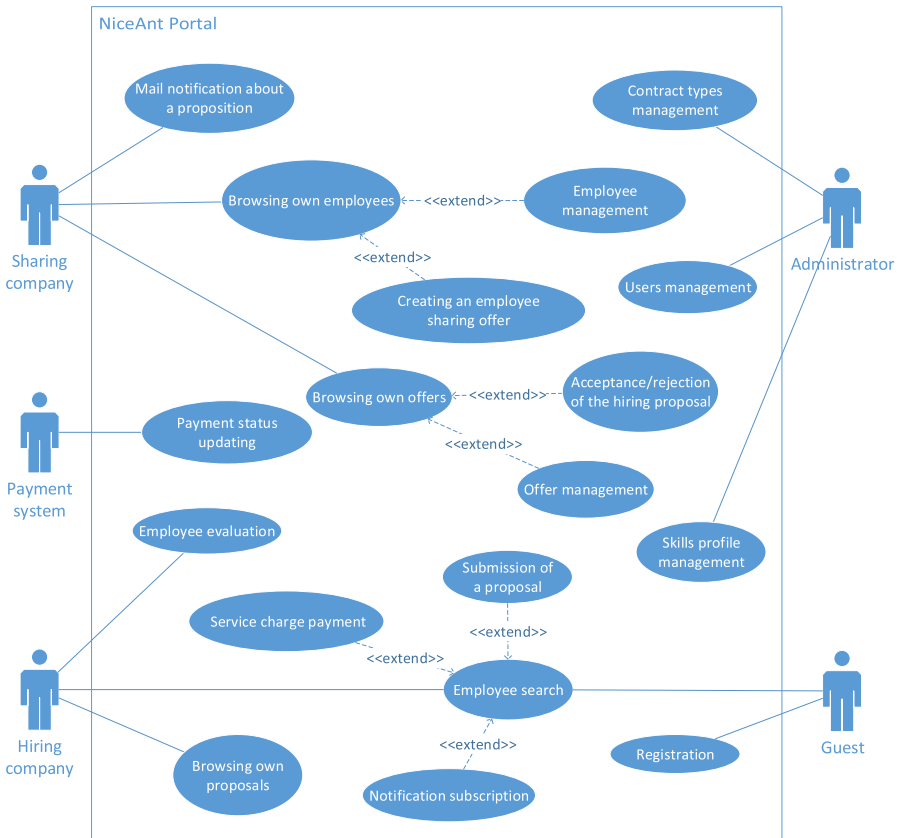 NiceAnt Portal
Mail notification about
a proposition
Contract types
management
Browsing own employees
<<extend>>
Employee
management
Sharing
company
Administrator
<<extend>>
Users management
Creating an employee
sharing offer
Browsing own offers
<<extend>>
Acceptance/rejection
of the hiring proposal
Payment status
updating
<<extend>>
Payment
system
Offer management
Employee evaluation
Skills profile
management
Submission of
a proposal
Service charge payment
<<extend>>
<<extend>>
Employee search
Hiring
company
<<extend>>
Guest
Registration
Browsing own
proposals
Notification subscription